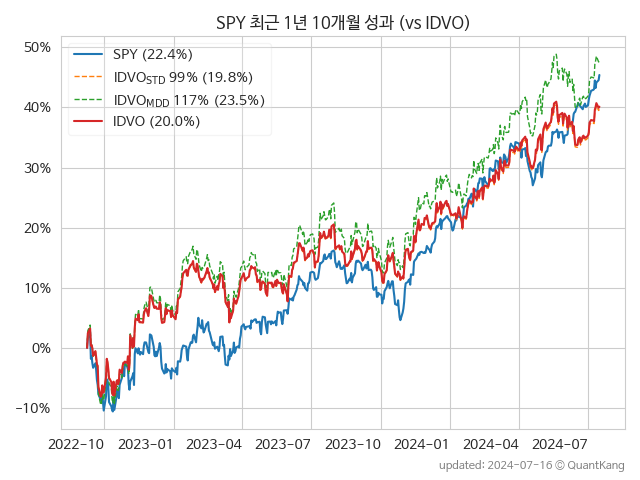 SPY 최근 1년 10개월 성과 (vs IDVO)
SPY (22.4%)
IDVO_STD 99% (19.8%)
IDVO_MDD 117% (23.5%)
IDVO (20.0%)
50%
40%
30%
20%
10%
0%
−10%
2022-10 2023-01 2023-04 2023-07 2023-10 2024-01 2024-04 2024-07
updated: 2024-07-16 © QuantKang